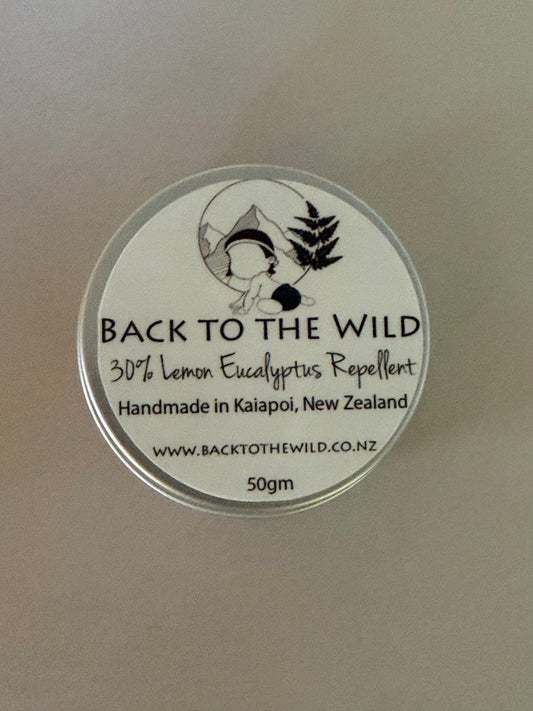 BACK TO THE WILD
30% Lemon Eucalyptus Repellent
Handmade in Kaiapoi, New Zealand
WWW.BACKTOTHEWILD.CO.NZ
50gm